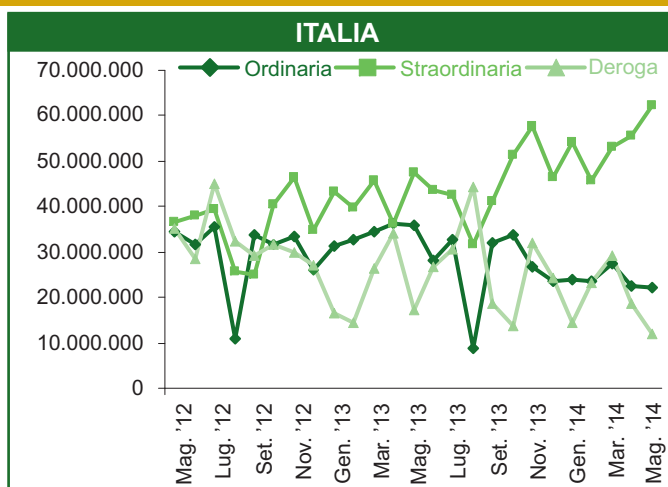 ITALIA
Ordinaria Straordinaria Deroga
70.000.000
60.000.000
50.000.000
40.000.000
30.000.000
20.000.000
10.000.000
0
Mag. '12
Lug. '12
Set. '12
Nov. '12
Gen. '13
Mar. '13
Mag. '13
Lug. '13
Set. '13
Nov. '13
Gen. '14
Mar. '14
Mag. '14